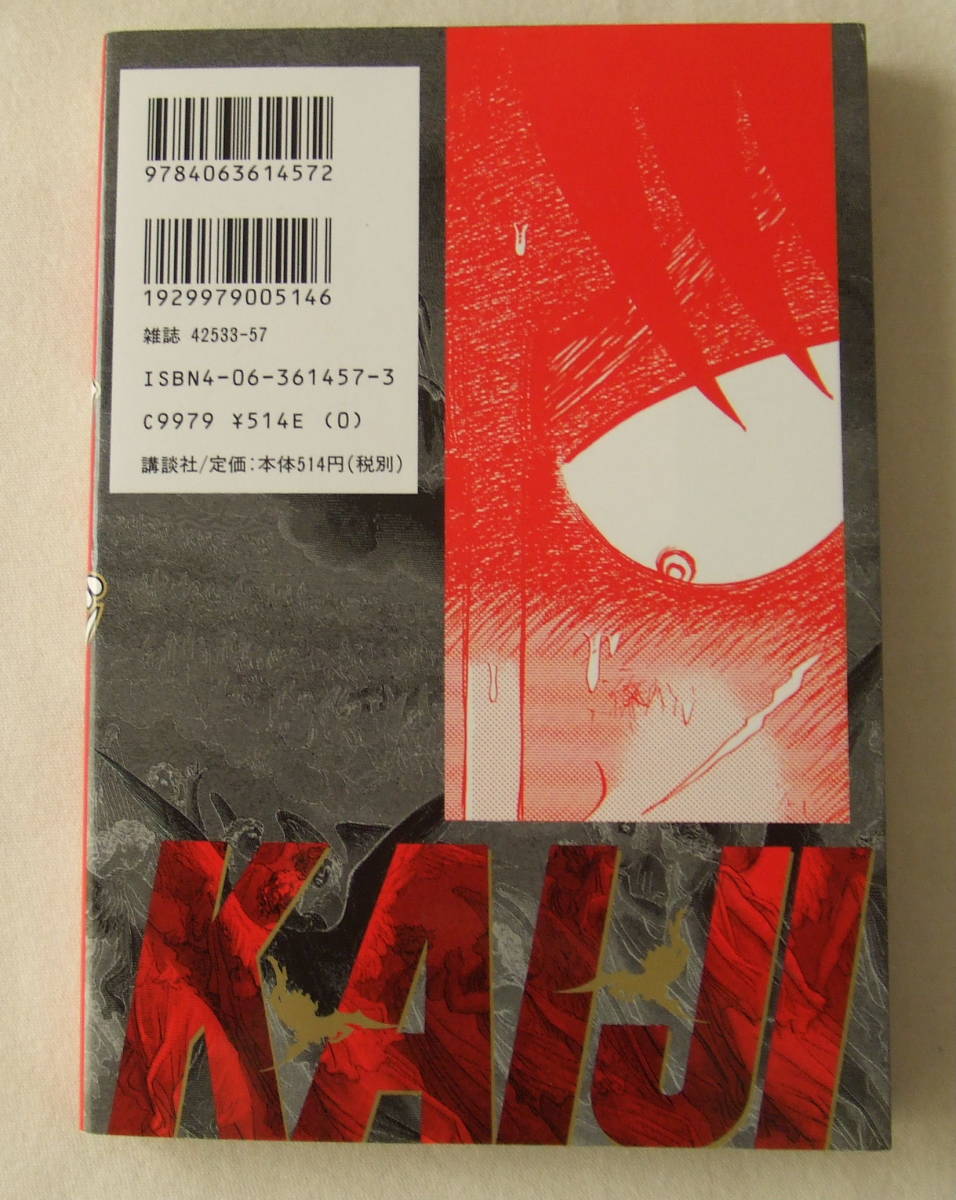 9784063614572
1929979005146
雑誌 42533-57
ISBN4-06-361457-3
C9979 ¥514E (0)
講談社/定価:本体514円(税別)
KAIJI